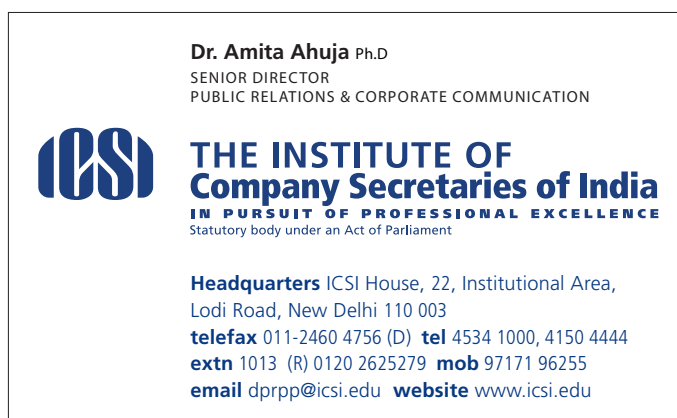 Dr. Amita Ahuja Ph.D
SENIOR DIRECTOR
PUBLIC RELATIONS & CORPORATE COMMUNICATION
ICSI
THE INSTITUTE OF
Company Secretaries of India
IN PURSUIT OF PROFESSIONAL EXCELLENCE
Statutory body under an Act of Parliament
Headquarters ICSI House, 22, Institutional Area,
Lodi Road, New Delhi 110 003
telefax 011-2460 4756 (D) tel 4534 1000, 4150 4444
extn 1013 (R) 0120 2625279 mob 97171 96255
email dprpp@icsi.edu website www.icsi.edu